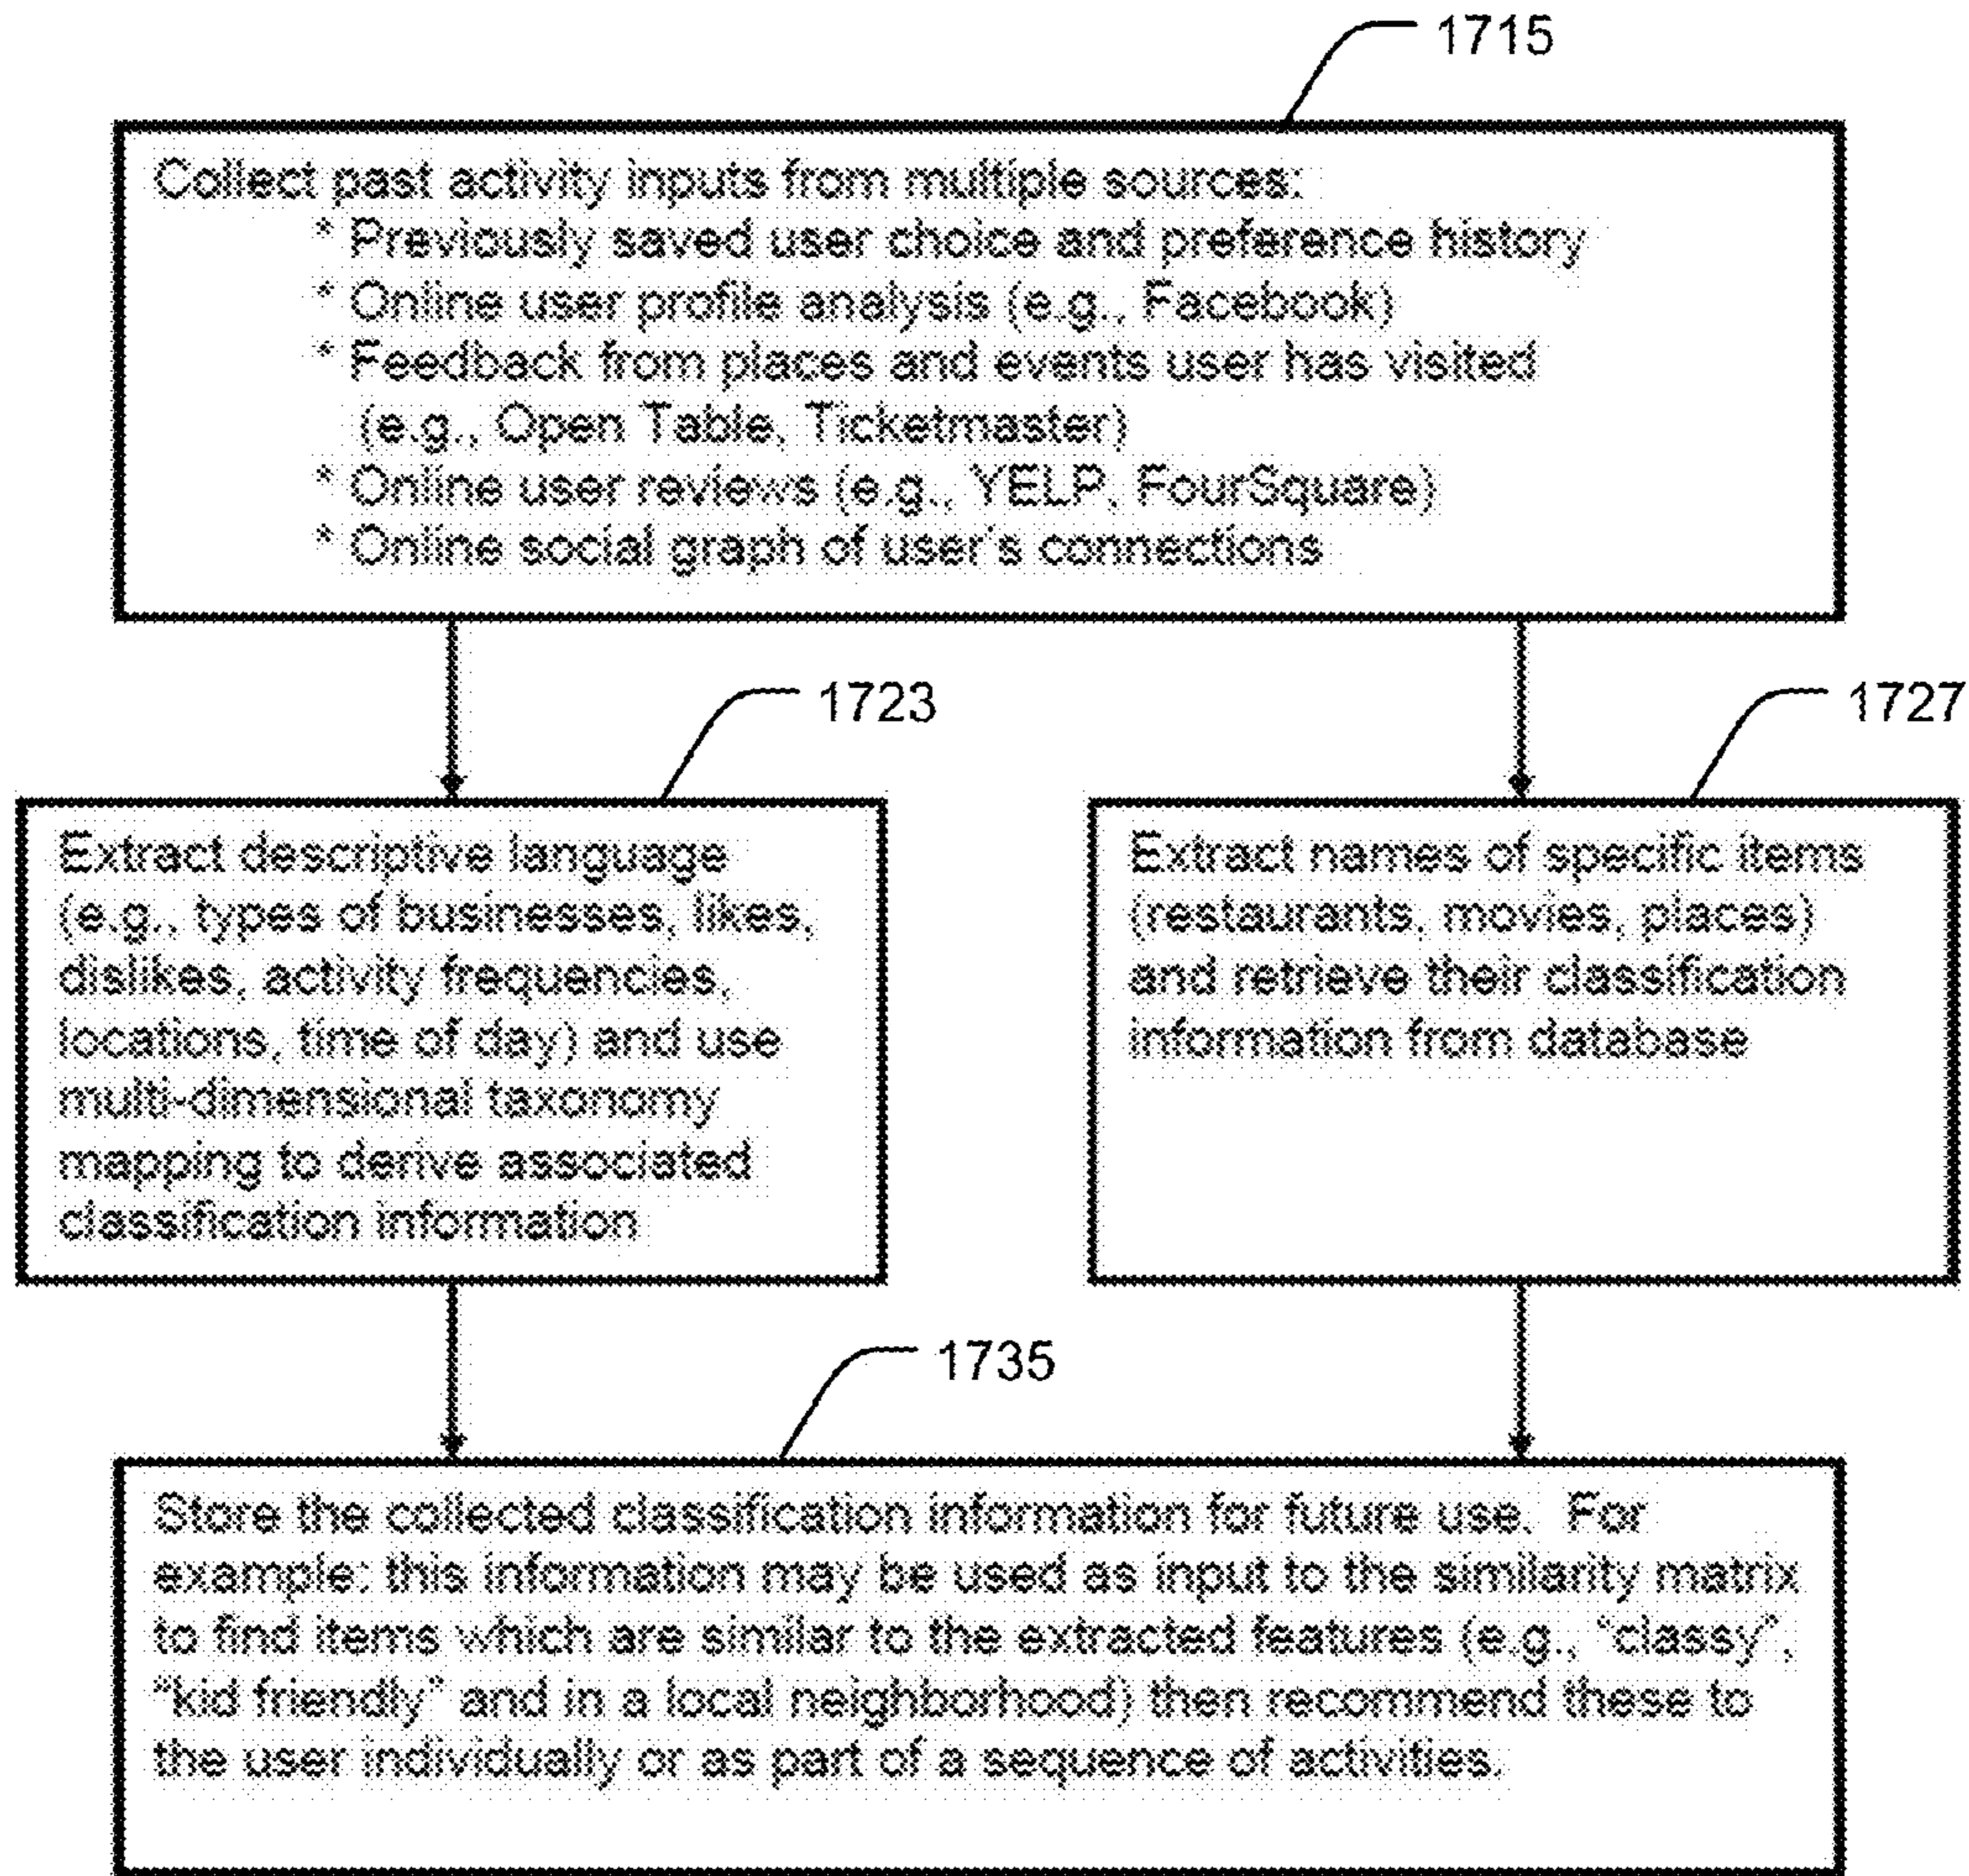 1715
Collect past activity inputs from multiple sources:
* Previously saved user choice and preference history
* Online user profile analysis (e.g., Facebook)
* Feedback from places and events user has visited
(e.g., Open Table, Ticketmaster)
* Online user reviews (e.g., YELP, FourSquare)
* Online social graph of user's connections
1723
Extract descriptive language
(e.g., types of businesses, likes,
dislikes, activity frequencies,
locations, time of day) and use
multi-dimensional taxonomy
mapping to derive associated
classification information
1727
Extract names of specific items
(restaurants, movies, places)
and retrieve their classification
information from database
1735
Store the collected classification information for future use.  For
example: this information may be used as input to the similarity matrix
to find items which are similar to the extracted features (e.g., "classy",
"kid friendly" and in a local neighborhood) then recommend these to
the user individually or as part of a sequence of activities.